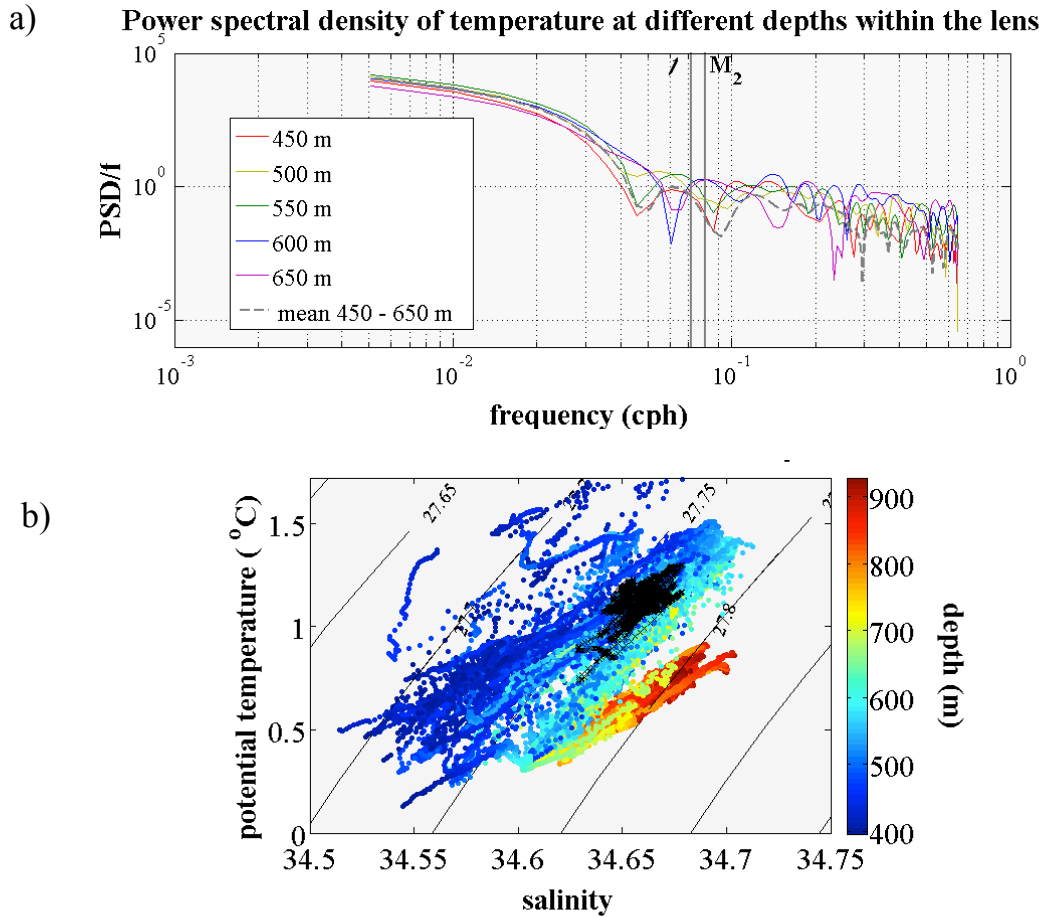 a)
Power spectral density of temperature at different depths within the lens
PSD/f
10^5
10^0
10^-5
M_2
450 m
500 m
550 m
600 m
650 m
mean 450 - 650 m
10^-3
10^-2
10^-1
10^0
frequency (cph)
b)
potential temperature ( °C)
1.5
1
0.5
0
27.65
27.75
27.8
34.5
34.55
34.6
34.65
34.7
34.75
salinity
900
800
700
600
500
400
depth (m)